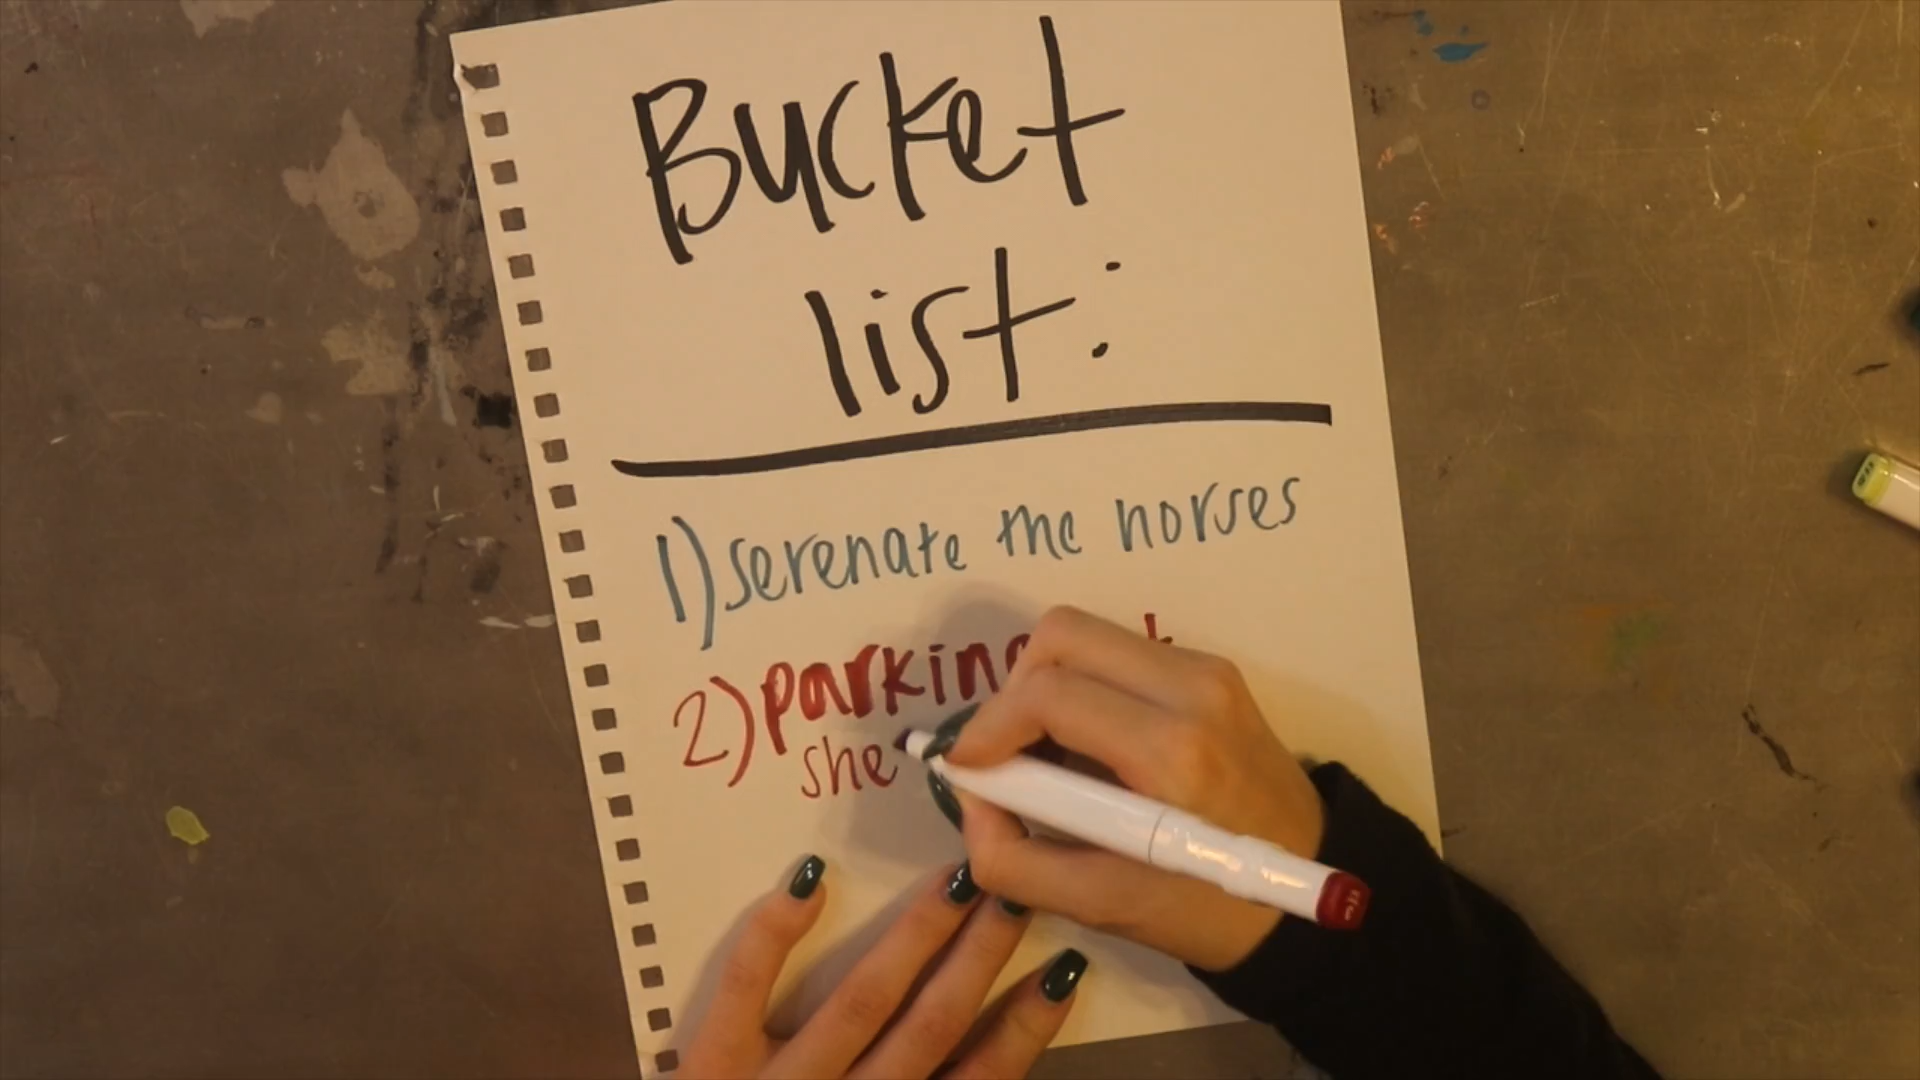 Bucket
list:
1) serenate the horses
2) parking
she